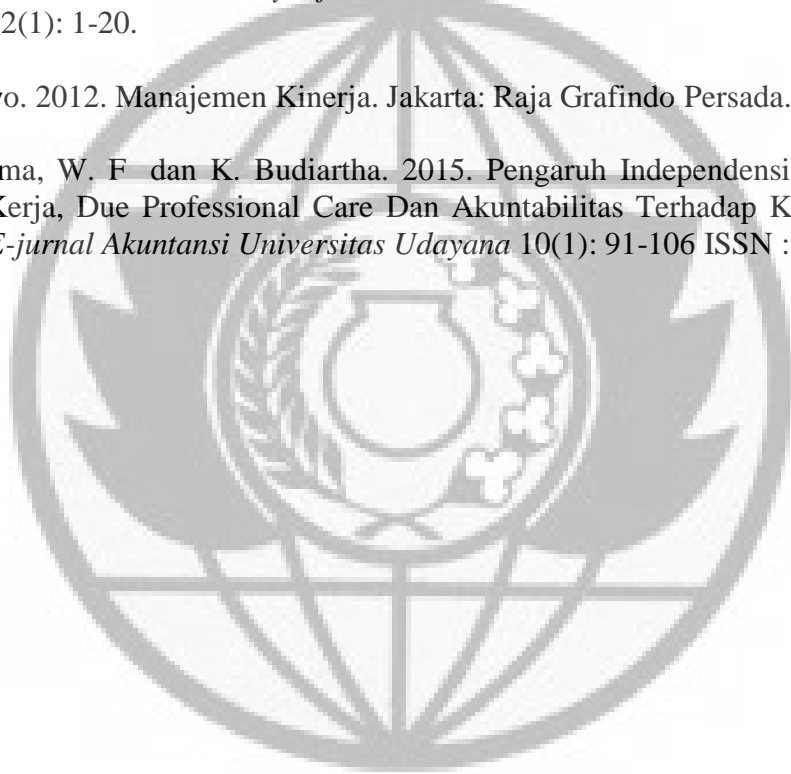 2(1): 1-20.
vo. 2012. Manajemen Kinerja. Jakarta: Raja Grafindo Persada.
ma, W. F dan K. Budiartha. 2015. Pengaruh Independensi
Kerja, Due Professional Care Dan Akuntabilitas Terhadap K
E-jurnal Akuntansi Universitas Udayana 10(1): 91-106 ISSN :